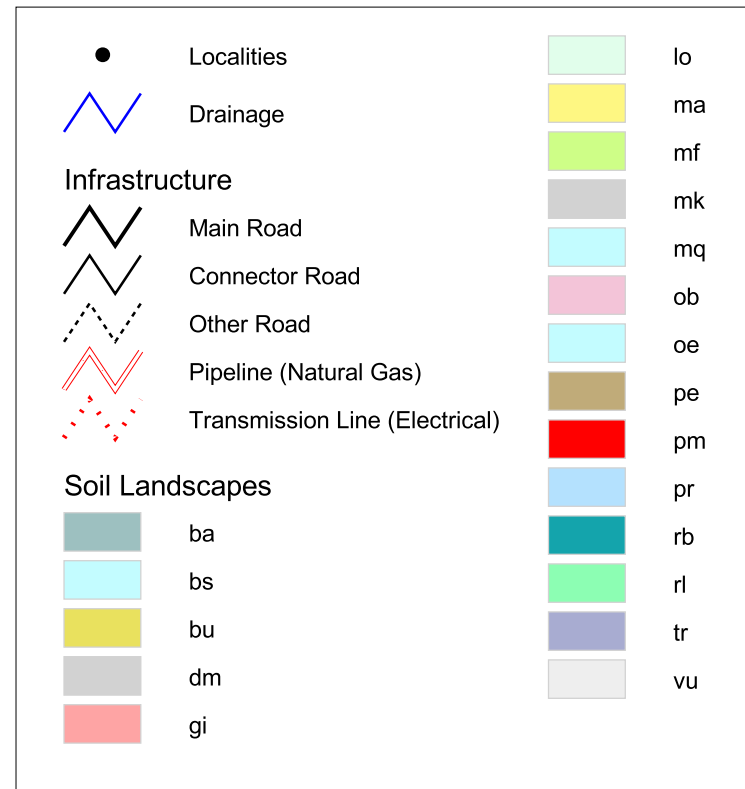 Localities
Drainage
Infrastructure
Main Road
Connector Road
Other Road
Pipeline (Natural Gas)
Transmission Line (Electrical)
Soil Landscapes
ba
bs
bu
dm
gi
lo
ma
mf
mk
mq
ob
oe
pe
pm
pr
rb
rl
tr
vu